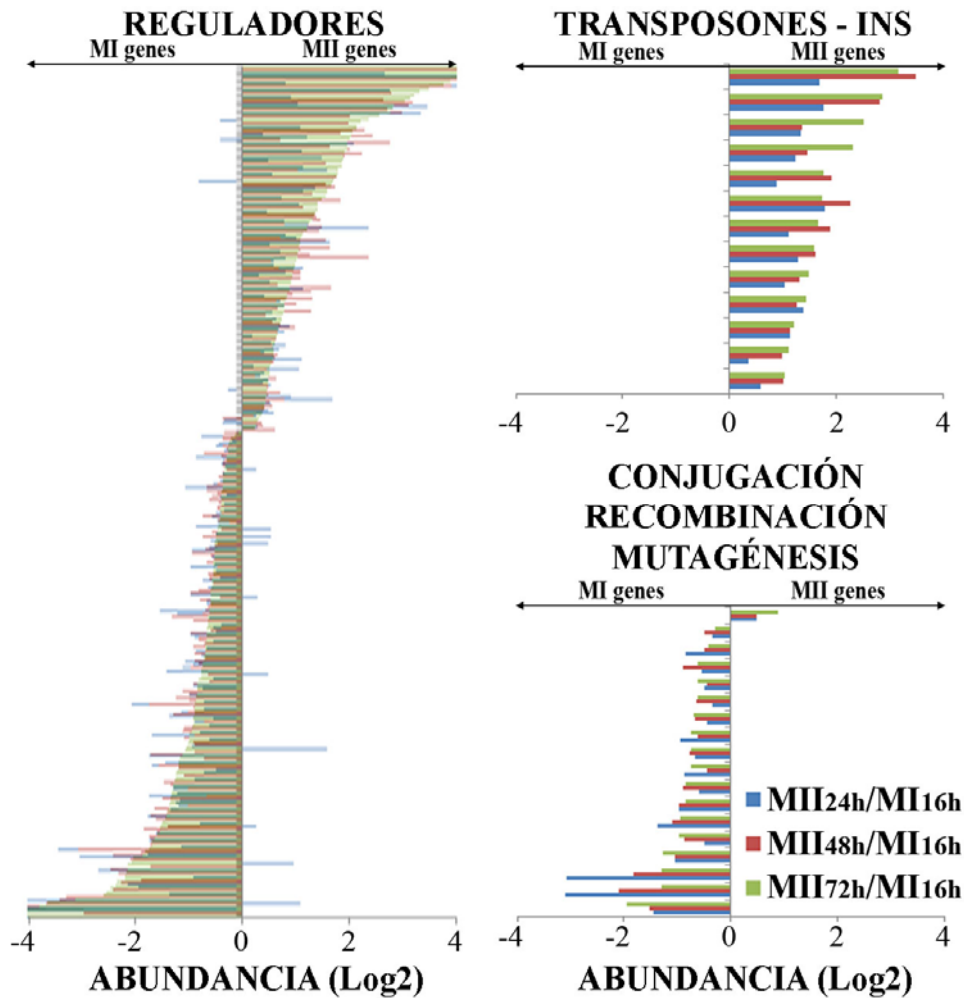 REGULADORES
MI genes MII genes
-4 -2 0 2 4
ABUNDANCIA (Log2)
TRANSPOSONES - INS
MI genes MII genes
-4 -2 0 2 4
CONJUGACIÓN
RECOMBINACIÓN
MUTAGÉNESIS
MI genes MII genes
MII24h/MI16h
MII48h/MI16h
MII72h/MI16h
-4 -2 0 2 4
ABUNDANCIA (Log2)